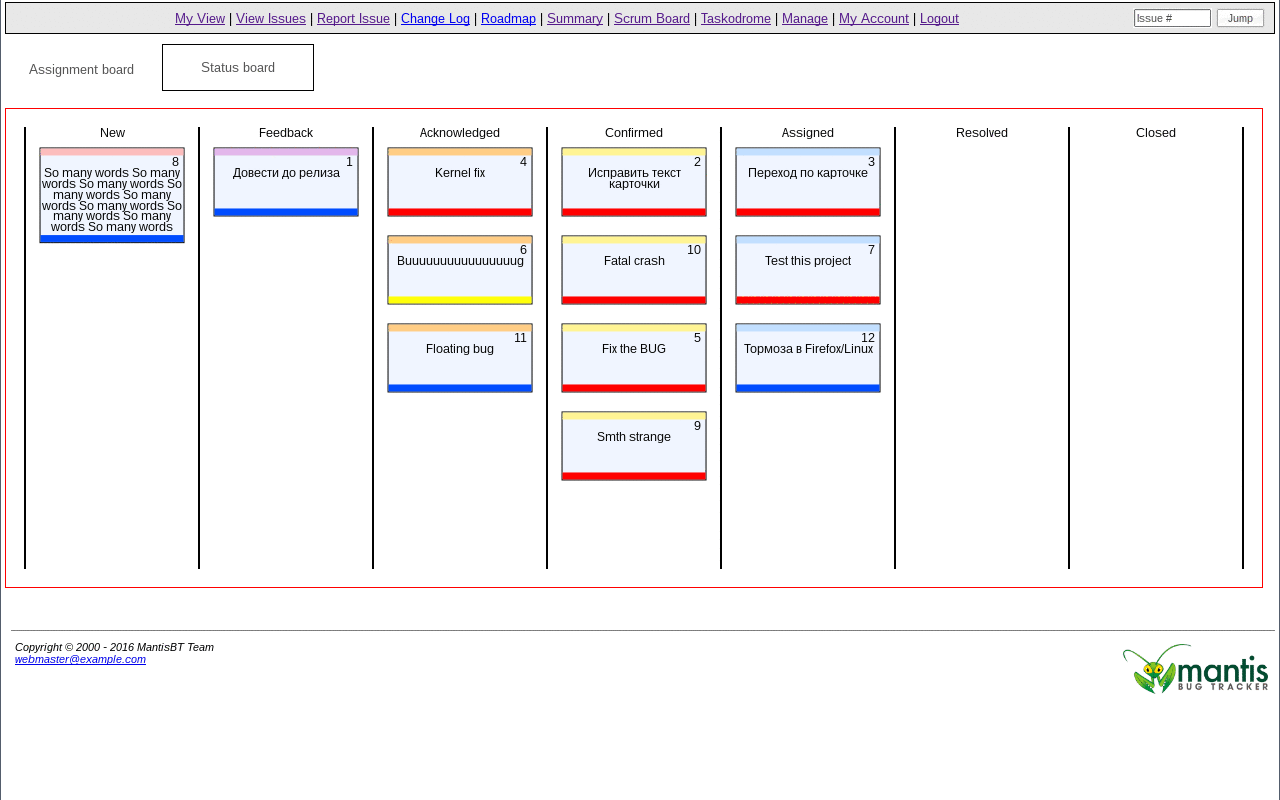 My View | View Issues | Report Issue | Change Log | Roadmap | Summary | Scrum Board | Taskodrome | Manage | My Account | Logout
Issue #
Jump
Assignment board
Status board
New
Feedback
Acknowledged
Confirmed
Assigned
Resolved
Closed
8
So many words So many
words So many words So
many words So many
words So many words So
many words So many
words So many words
1
Довести до релиза
4
Kernel fix
6
Buuuuuuuuuuuuuuuug
11
Floating bug
2
Исправить текст
карточки
10
Fatal crash
5
Fix the BUG
9
Smth strange
3
Переход по карточке
7
Test this project
12
Тормоза в Firefox/Linux
Copyright © 2000 - 2016 MantisBT Team
webmaster@example.com
mantis
BUG TRACKER